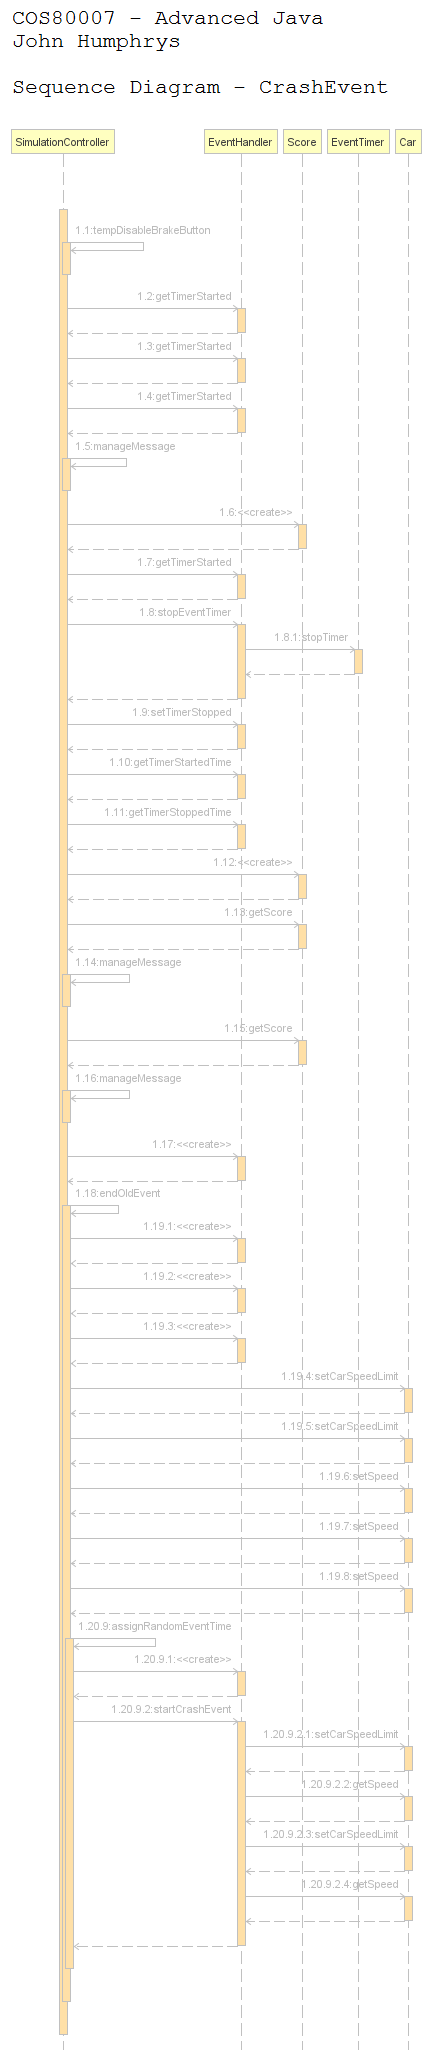 COS80007 – Advanced Java
John Humphrys
Sequence Diagram – CrashEvent
SimulationController EventHandler Score EventTimer Car
1.1:tempDisableBrakeButton
1.2:getTimerStarted
1.3:getTimerStarted
1.4:getTimerStarted
1.5:manageMessage
1.6:<<create>>
1.7:getTimerStarted
1.8:stopEventTimer
1.8.1:stopTimer
1.9:setTimerStopped
1.10:getTimerStartedTime
1.11:getTimerStoppedTime
1.12:<<create>>
1.13:getScore
1.14:manageMessage
1.15:getScore
1.16:manageMessage
1.17:<<create>>
1.18:endOldEvent
1.19.1:<<create>>
1.19.2:<<create>>
1.19.3:<<create>>
1.19.4:setCarSpeedLimit
1.19.5:setCarSpeedLimit
1.19.6:setSpeed
1.19.7:setSpeed
1.19.8:setSpeed
1.20.9:assignRandomEventTime
1.20.9.1:<<create>>
1.20.9.2:startCrashEvent
1.20.9.2.1:setCarSpeedLimit
1.20.9.2.2:getSpeed
1.20.9.2.3:setCarSpeedLimit
1.20.9.2.4:getSpeed